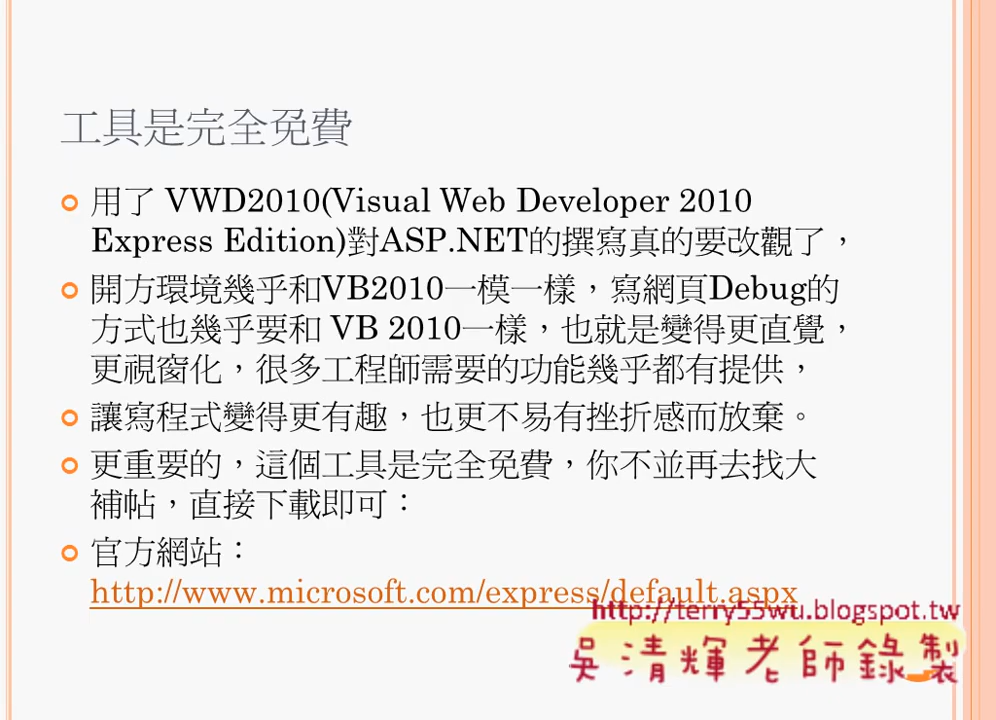 工具是完全免費
用了 VWD2010(Visual Web Developer 2010
Express Edition)對ASP.NET的撰寫真的要改觀了，
開方環境幾乎和VB2010一模一樣，寫網頁Debug的
方式也幾乎要和 VB 2010一樣，也就是變得更直覺，
更視窗化，很多工程師需要的功能幾乎都有提供，
讓寫程式變得更有趣，也更不易有挫折感而放棄。
更重要的，這個工具是完全免費，你不並再去找大
補帖，直接下載即可：
官方網站：
http://www.microsoft.com/express/default.aspx
http://terry55wu.blogspot.tw
吳清輝老師錄製